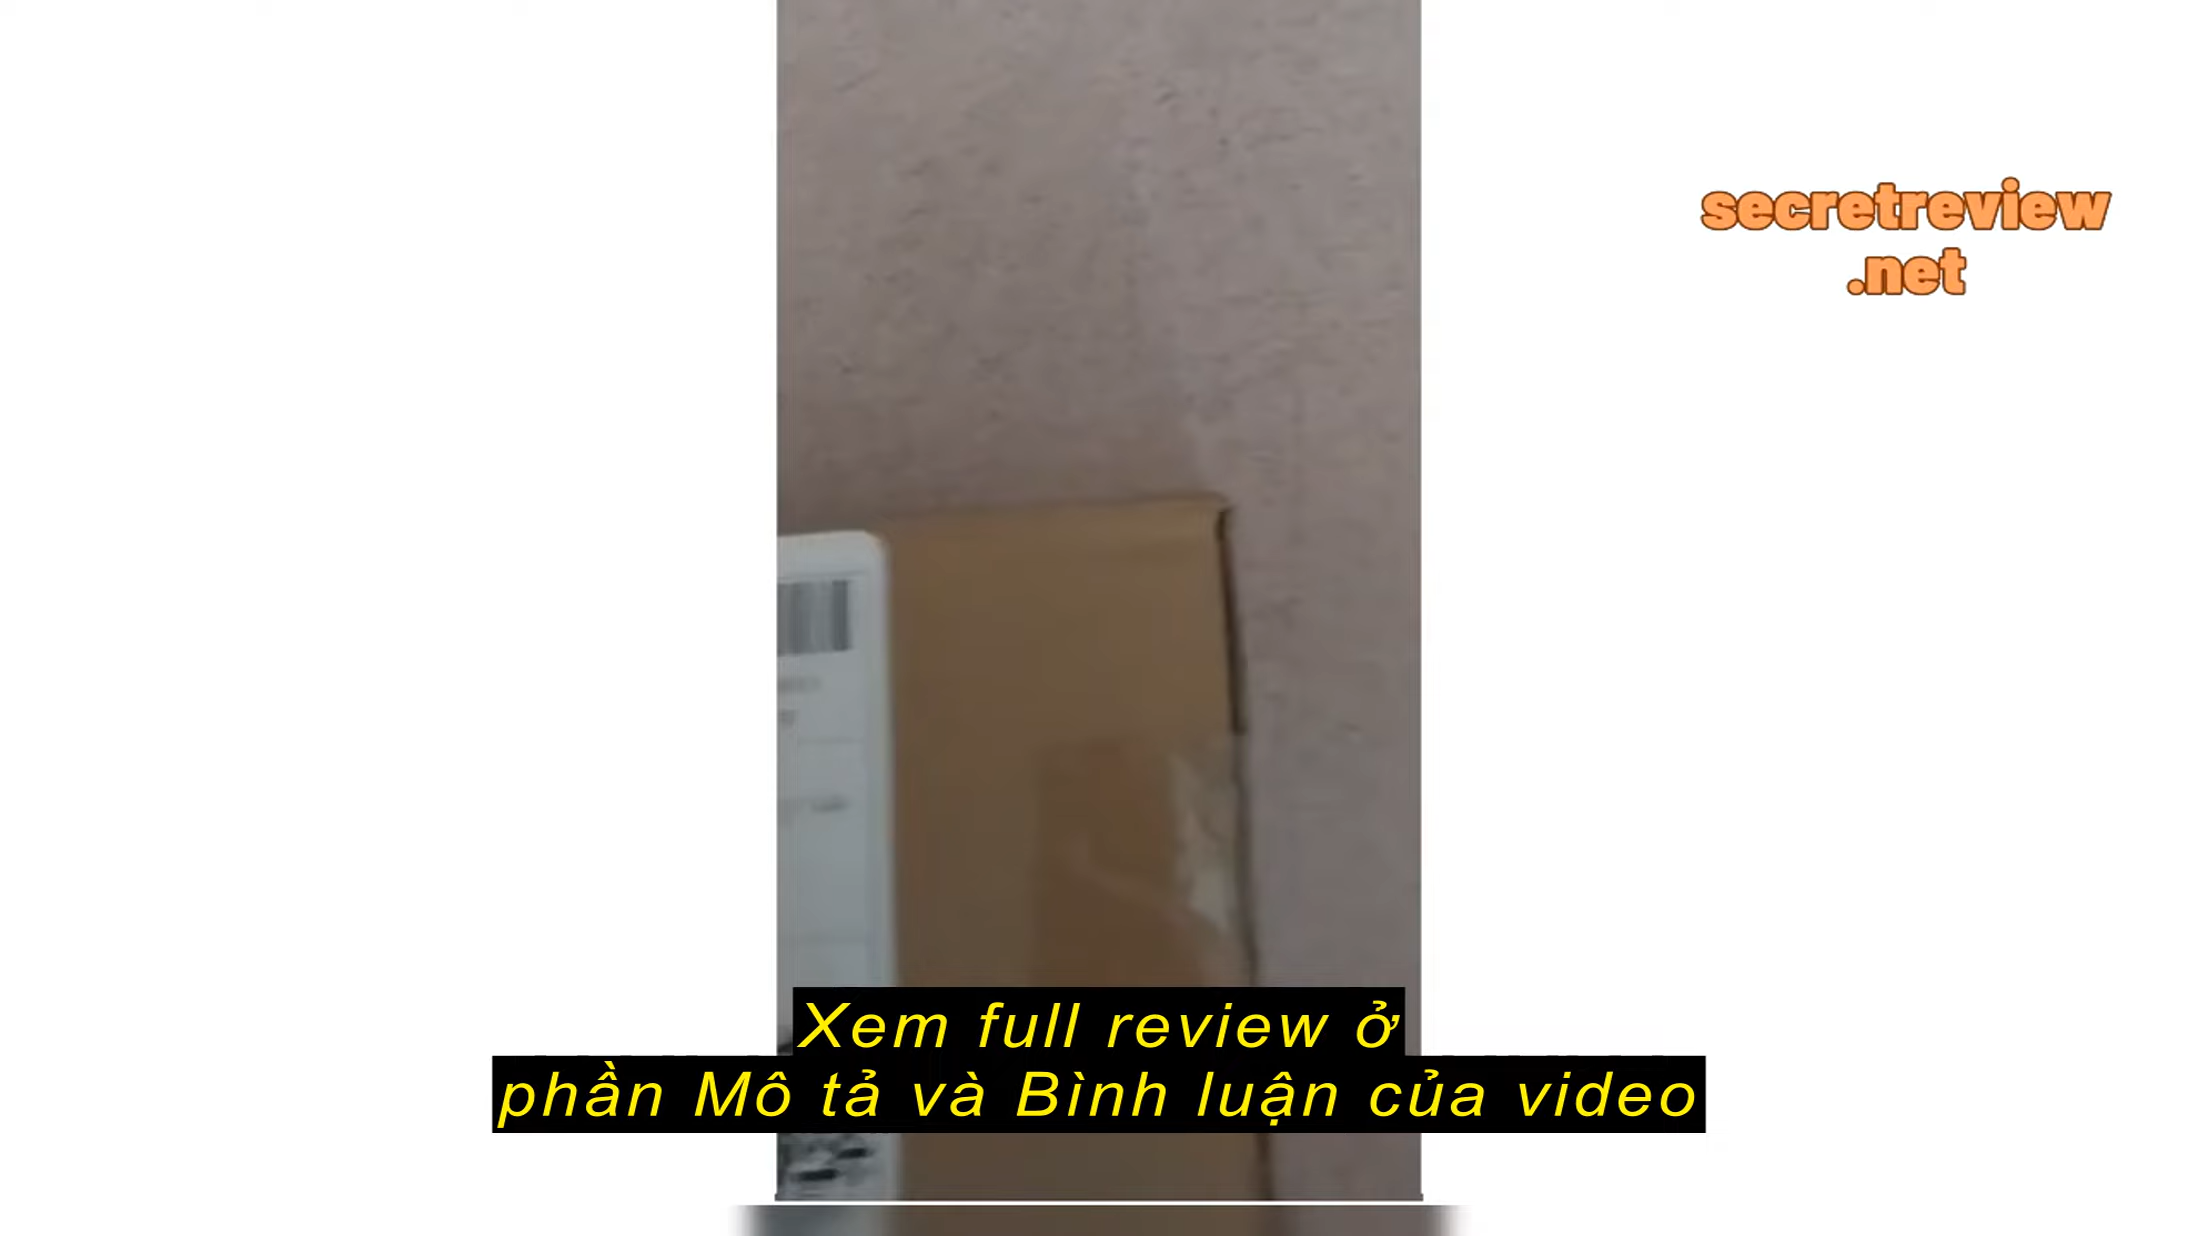 secretreview
.net
Xem full review ở
phần Mô tả và Bình luận của video